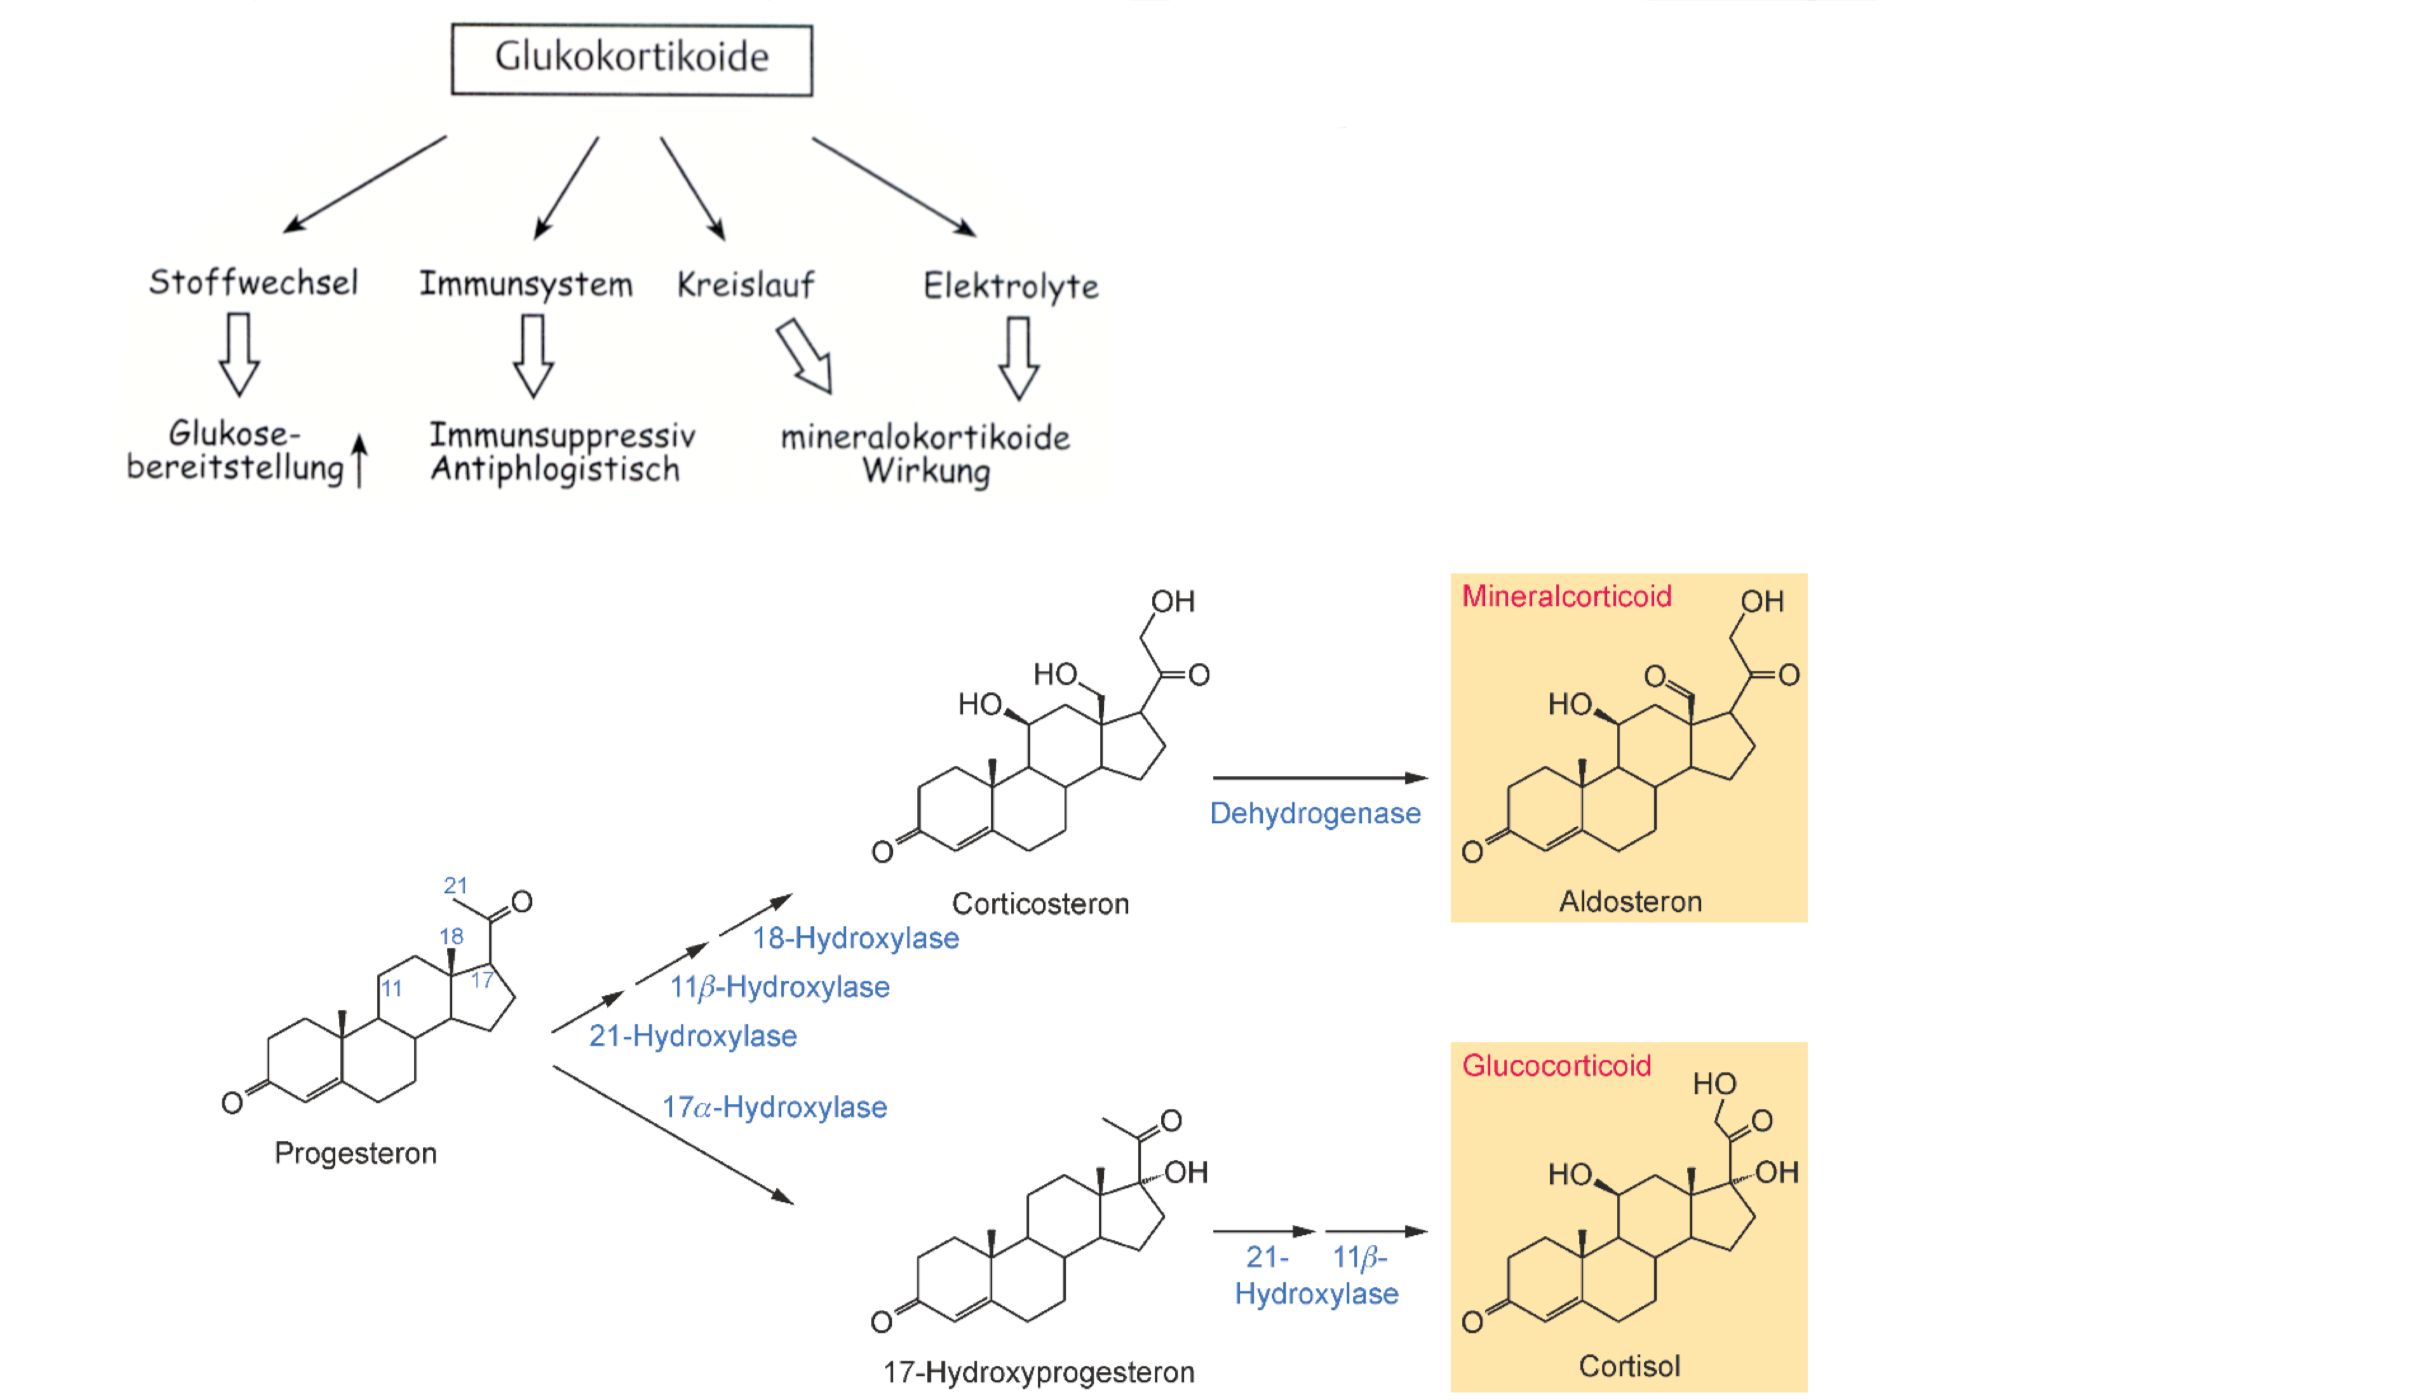 Glukokortikoide
Stoffwechsel
Immunsystem
Kreislauf
Elektrolyte
Glukose-
bereitstellung
Immunsuppressiv
Antiphlogistisch
mineralokortikoide
Wirkung
OH
HO
O
HO
O
Corticosteron
Dehydrogenase
Mineralcorticoid
OH
O
O
HO
O
Aldosteron
21
O
18
17
11
O
Progesteron
18-Hydroxylase
11β-Hydroxylase
21-Hydroxylase
17α-Hydroxylase
O
OH
O
17-Hydroxyprogesteron
21- 11β-
Hydroxylase
Glucocorticoid
HO
O
HO
OH
O
Cortisol